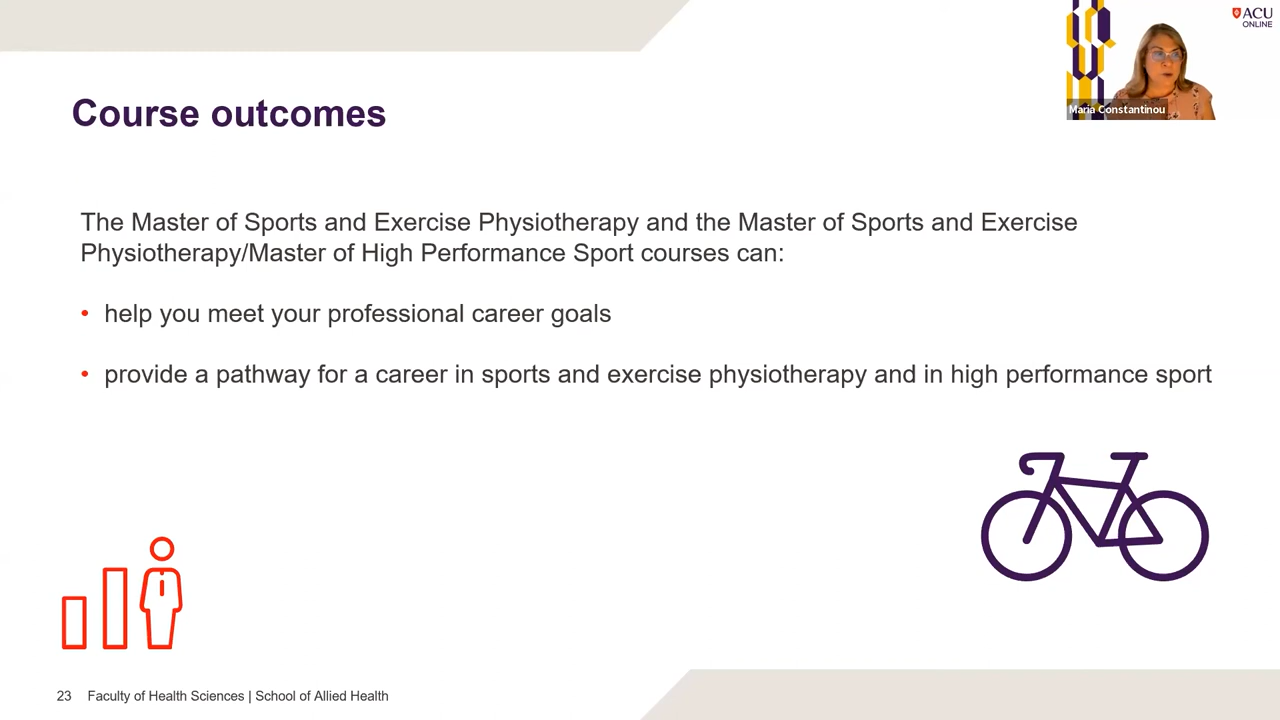 ACU
ONLINE
Maria Constantinou
Course outcomes
The Master of Sports and Exercise Physiotherapy and the Master of Sports and Exercise
Physiotherapy/Master of High Performance Sport courses can:
• help you meet your professional career goals
• provide a pathway for a career in sports and exercise physiotherapy and in high performance sport
23 Faculty of Health Sciences | School of Allied Health